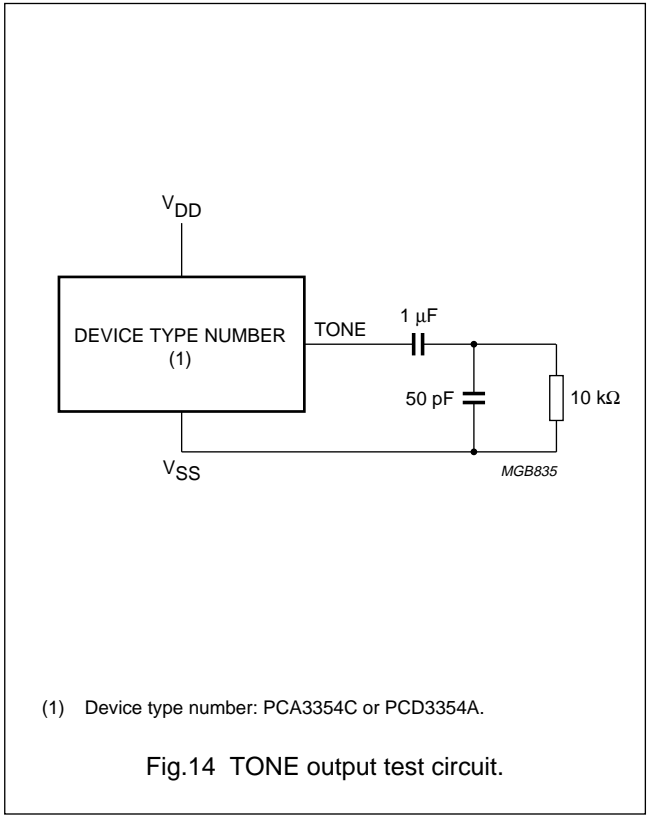 VDD
DEVICE TYPE NUMBER
(1)
TONE
1 μF
50 pF
10 kΩ
VSS
MGB835
(1) Device type number: PCA3354C or PCD3354A.
Fig.14 TONE output test circuit.